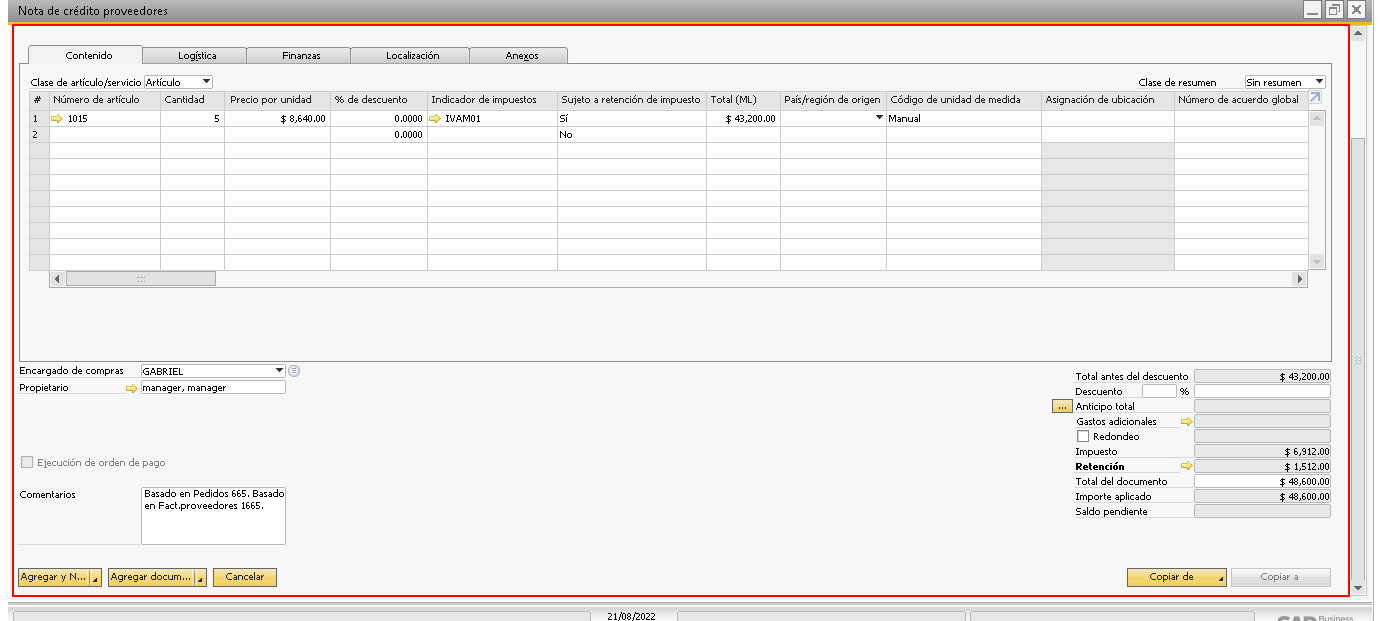 Nota de crédito proveedores
Contenido Logística Finanzas Localización Anexos
Clase de artículo/servicio Artículo Clase de resumen Sin resumen
# Número de artículo Cantidad Precio por unidad % de descuento Indicador de impuestos Sujeto a retención de impuesto Total (ML) País/región de origen Código de unidad de medida Asignación de ubicación Número de acuerdo global
1 1015 5 $ 8,640.00 0.0000 IVAM01 Sí $ 43,200.00 Manual
2 0.0000 No
Encargado de compras GABRIEL
Propietario manager, manager
Total antes del descuento $ 43,200.00
Descuento %
... Anticipo total
Gastos adicionales
Redondeo
Impuesto $ 6,912.00
Retención $ 1,512.00
Total del documento $ 48,600.00
Importe aplicado $ 48,600.00
Saldo pendiente
Ejecución de orden de pago
Comentarios Basado en Pedidos 665. Basado
en Fact.proveedores 1665.
Agregar y N... Agregar docum... Cancelar Copiar de Copiar a
21/08/2022
SAP Business